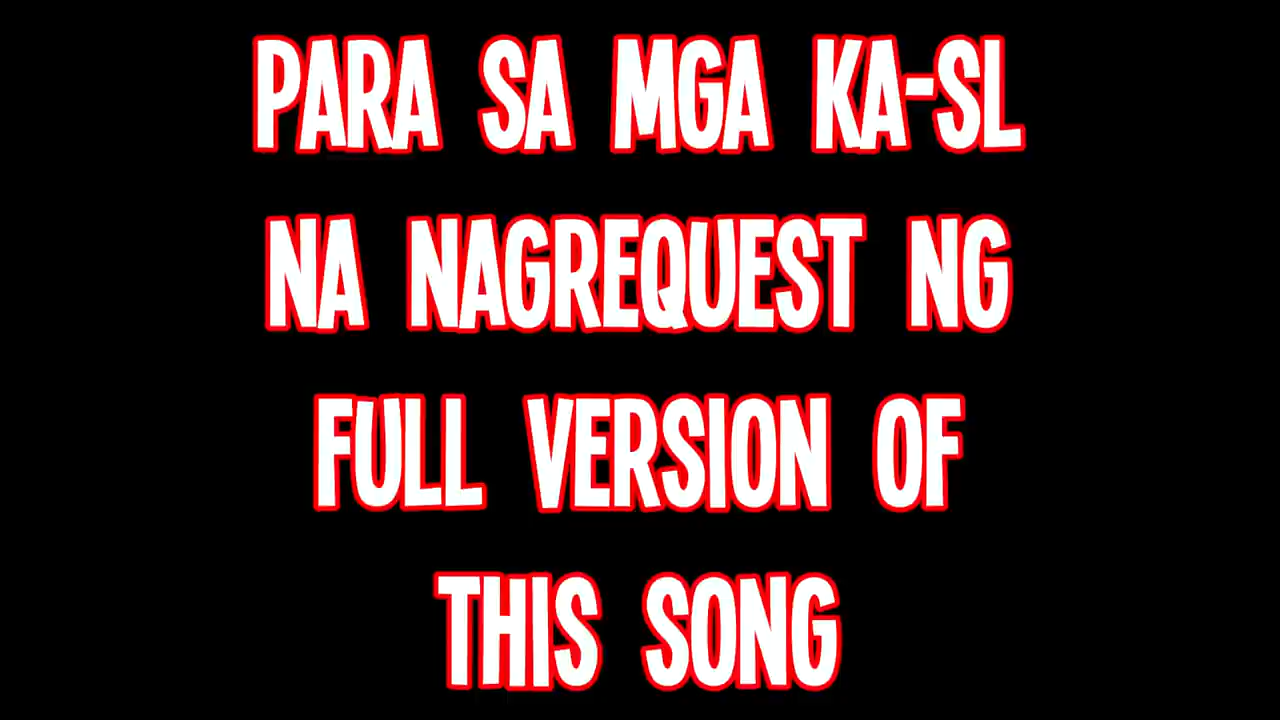 PARA SA MGA KA-SL
NA NAGREQUEST NG
FULL VERSION OF
THIS SONG